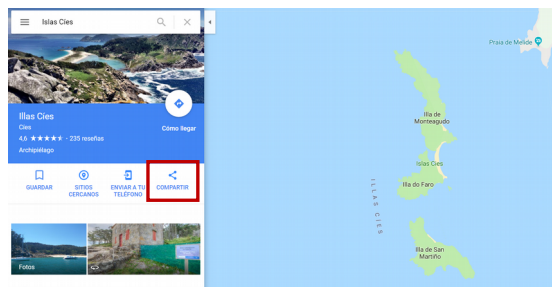 Islas Cíes
Illas Cíes
Cíes
4,6 ★★★★★ - 235 reseñas
Archipiélago
Cómo llegar
GUARDAR
SITIOS
CERCANOS
ENVIAR A TU
TELÉFONO
COMPARTIR
Fotos
Praia de Melide
Illa de
Monteagudo
Islas Cíes
Illa do Faro
ILLAS CÍES
Illa de San
Martiño